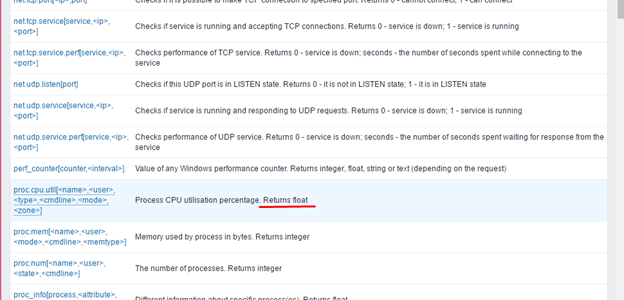 net.tcp.port[<ip>,port]
Checks if it is possible to make TCP connection to specified port. Returns 0 - cannot connect; 1 - can connect
net.tcp.service[service,<ip>,
<port>]
Checks if service is running and accepting TCP connections. Returns 0 - service is down; 1 - service is running
net.tcp.service.perf[service,<ip>,
<port>]
Checks performance of TCP service. Returns 0 - service is down; seconds - the number of seconds spent while connecting to the
service
net.udp.listen[port]
Checks if this UDP port is in LISTEN state. Returns 0 - it is not in LISTEN state; 1 - it is in LISTEN state
net.udp.service[service,<ip>,
<port>]
Checks if service is running and responding to UDP requests. Returns 0 - service is down; 1 - service is running
net.udp.service.perf[service,<ip>,
<port>]
Checks performance of UDP service. Returns 0 - service is down; seconds - the number of seconds spent waiting for response from the
service
perf_counter[counter,<interval>]
Value of any Windows performance counter. Returns integer, float, string or text (depending on the request)
proc.cpu.util[<name>,<user>,
<type>,<cmdline>,<mode>,
<zone>]
Process CPU utilisation percentage. Returns float
proc.mem[<name>,<user>,
<mode>,<cmdline>,<memtype>]
Memory used by process in bytes. Returns integer
proc.num[<name>,<user>,
<state>,<cmdline>]
The number of processes. Returns integer
proc_info[process,<attribute>,
Different information about specific process(es). Returns float